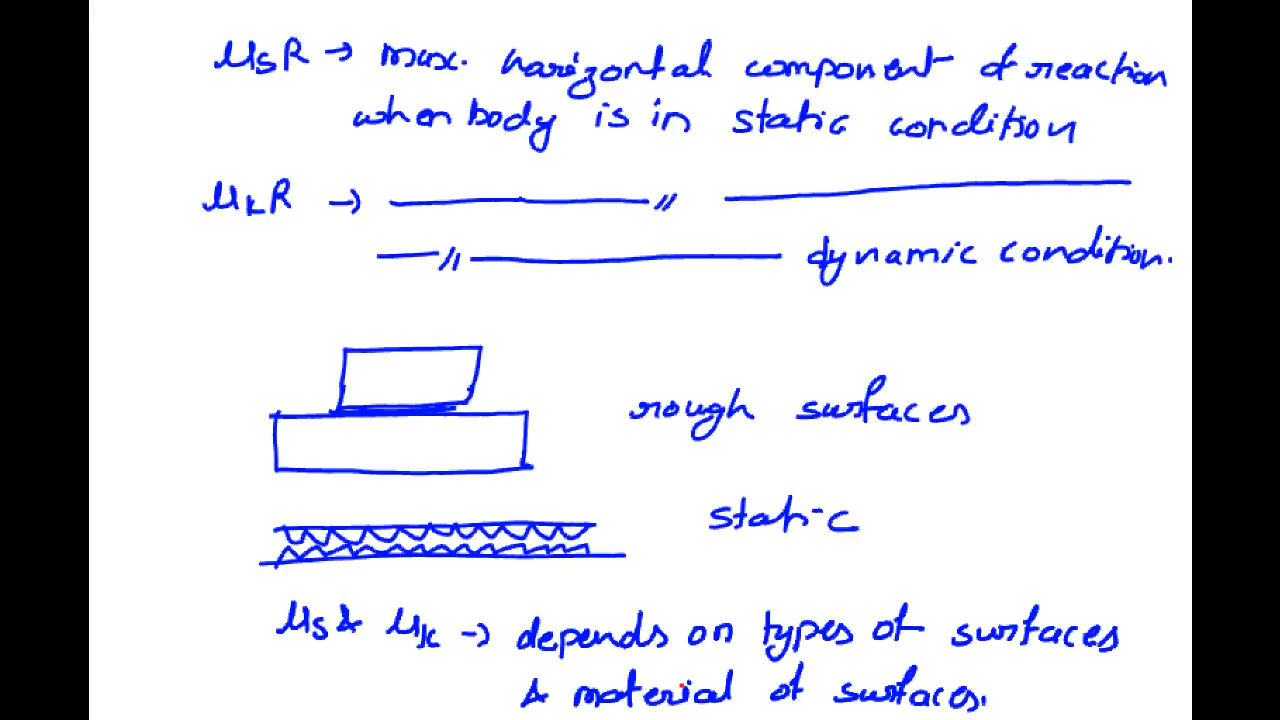 μsR → max. horizontal component of reaction
when body is in static condition
μkR → ——— " ———
— " ——— dynamic condition.
rough surfaces
static
μs & μk → depends on types of surfaces
& material of surfaces.